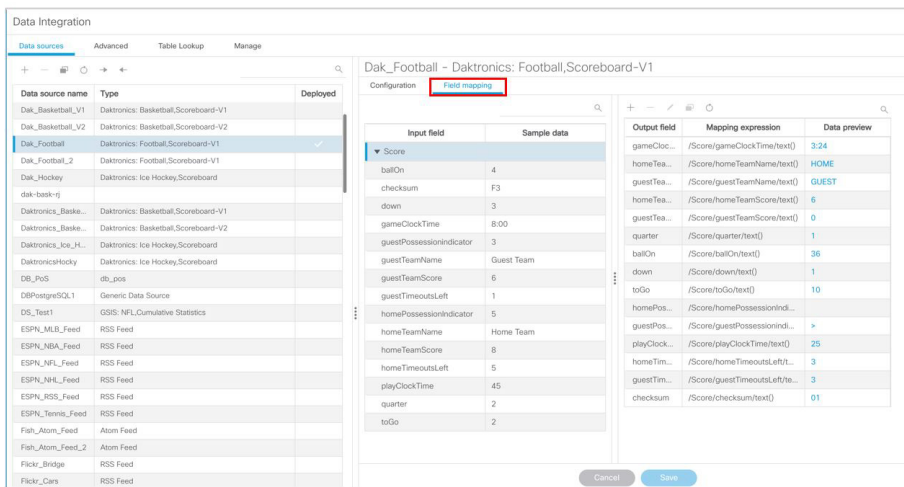 Data Integration
Data sources Advanced Table Lookup Manage
Data source name Type Deployed
Dak_Basketball_V1 Daktronics: Basketball,Scoreboard-V1
Dak_Basketball_V2 Daktronics: Basketball,Scoreboard-V2
Dak_Football Daktronics: Football,Scoreboard-V1
Dak_Football_2 Daktronics: Football,Scoreboard-V1
Dak_Hockey Daktronics: Ice Hockey,Scoreboard
dak-bask-rj
Daktronics_Baske... Daktronics: Basketball,Scoreboard-V1
Daktronics_Baske... Daktronics: Basketball,Scoreboard-V2
Daktronics_Ice_H... Daktronics: Ice Hockey,Scoreboard
DaktronicsHocky Daktronics: Ice Hockey,Scoreboard
DB_PoS db_pos
DBPostgreSQL1 Generic Data Source
DS_Test1 GSIS: NFL,Cumulative Statistics
ESPN_MLB_Feed RSS Feed
ESPN_NBA_Feed RSS Feed
ESPN_NFL_Feed RSS Feed
ESPN_NHL_Feed RSS Feed
ESPN_RSS_Feed RSS Feed
ESPN_Tennis_Feed RSS Feed
Fish_Atom_Feed Atom Feed
Fish_Atom_Feed_2 Atom Feed
Flickr_Bridge RSS Feed
Flickr_Cars RSS Feed
Dak_Football - Daktronics: Football,Scoreboard-V1
Configuration Field mapping
Input field Sample data
Score
ballOn 4
checksum F3
down 3
gameClockTime 8:00
guestPossessionindicator 3
guestTeamName Guest Team
guestTeamScore 6
guestTimeoutsLeft 1
homePossessionIndicator 5
homeTeamName Home Team
homeTeamScore 8
homeTimeoutsLeft 5
playClockTime 45
quarter 2
toGo 2
Output field Mapping expression Data preview
gameCloc... /Score/gameClockTime/text() 3:24
homeTea... /Score/homeTeamName/text() HOME
guestTea... /Score/guestTeamName/text() GUEST
homeTea... /Score/homeTeamScore/text() 6
guestTea... /Score/guestTeamScore/text() 0
quarter /Score/quarter/text() 1
ballOn /Score/ballOn/text() 36
down /Score/down/text() 1
toGo /Score/toGo/text() 10
homePos... /Score/homePossessionIndi...
guestPos... /Score/guestPossessionindi... >
playClock... /Score/playClockTime/text() 25
homeTim... /Score/homeTimeoutsLeft/t... 3
guestTim... /Score/guestTimeoutsLeft/te... 3
checksum /Score/checksum/text() 01
Cancel Save